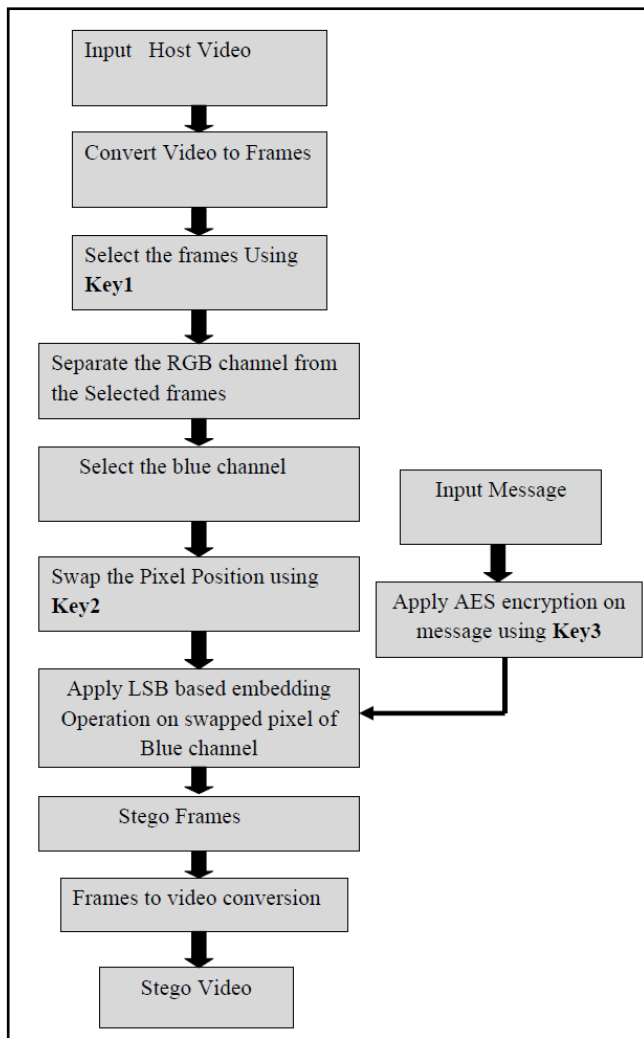 Input Host Video
Convert Video to Frames
Select the frames Using
Key1
Separate the RGB channel from
the Selected frames
Select the blue channel
Swap the Pixel Position using
Key2
Input Message
Apply AES encryption on
message using Key3
Apply LSB based embedding
Operation on swapped pixel of
Blue channel
Stego Frames
Frames to video conversion
Stego Video